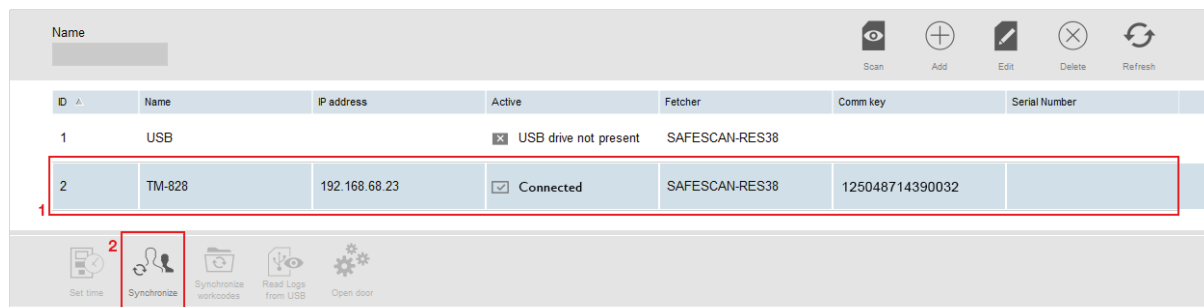 Name
Scan Add Edit Delete Refresh
ID Name IP address Active Fetcher Comm key Serial Number
1 USB USB drive not present SAFESCAN-RES38
2 TM-828 192.168.68.23 Connected SAFESCAN-RES38 125048714390032
1
2
Set time Synchronize Synchronize workcodes Read Logs from USB Open door